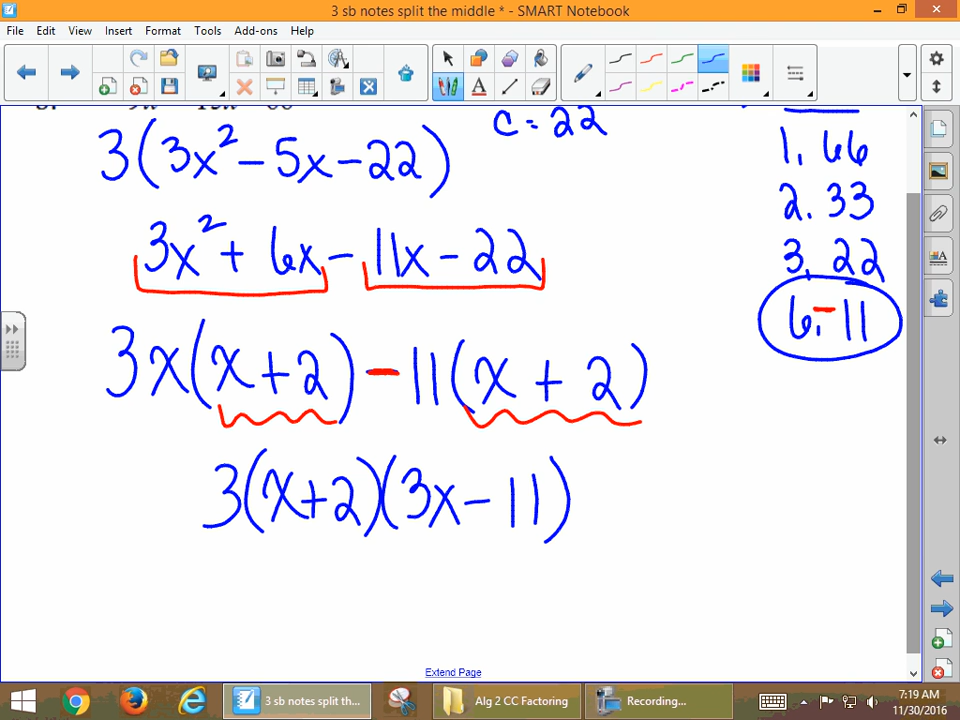 3 sb notes split the middle * - SMART Notebook
File Edit View Insert Format Tools Add-ons Help
c = 22
3(3x² - 5x - 22)
3x² + 6x - 11x - 22
3x(x + 2) - 11(x + 2)
3(x+2)(3x - 11)
1. 66
2. 33
3. 22
6. - 11
Extend Page
3 sb notes split th...
Alg 2 CC Factoring
Recording...
7:19 AM
11/30/2016